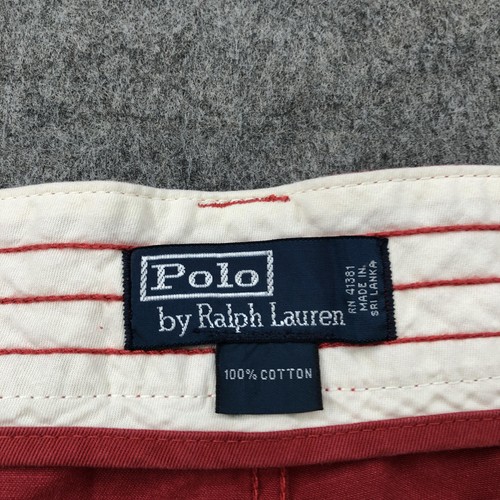 Polo
by Ralph Lauren
RN 41381
MADE IN
SRI LANKA
100% COTTON